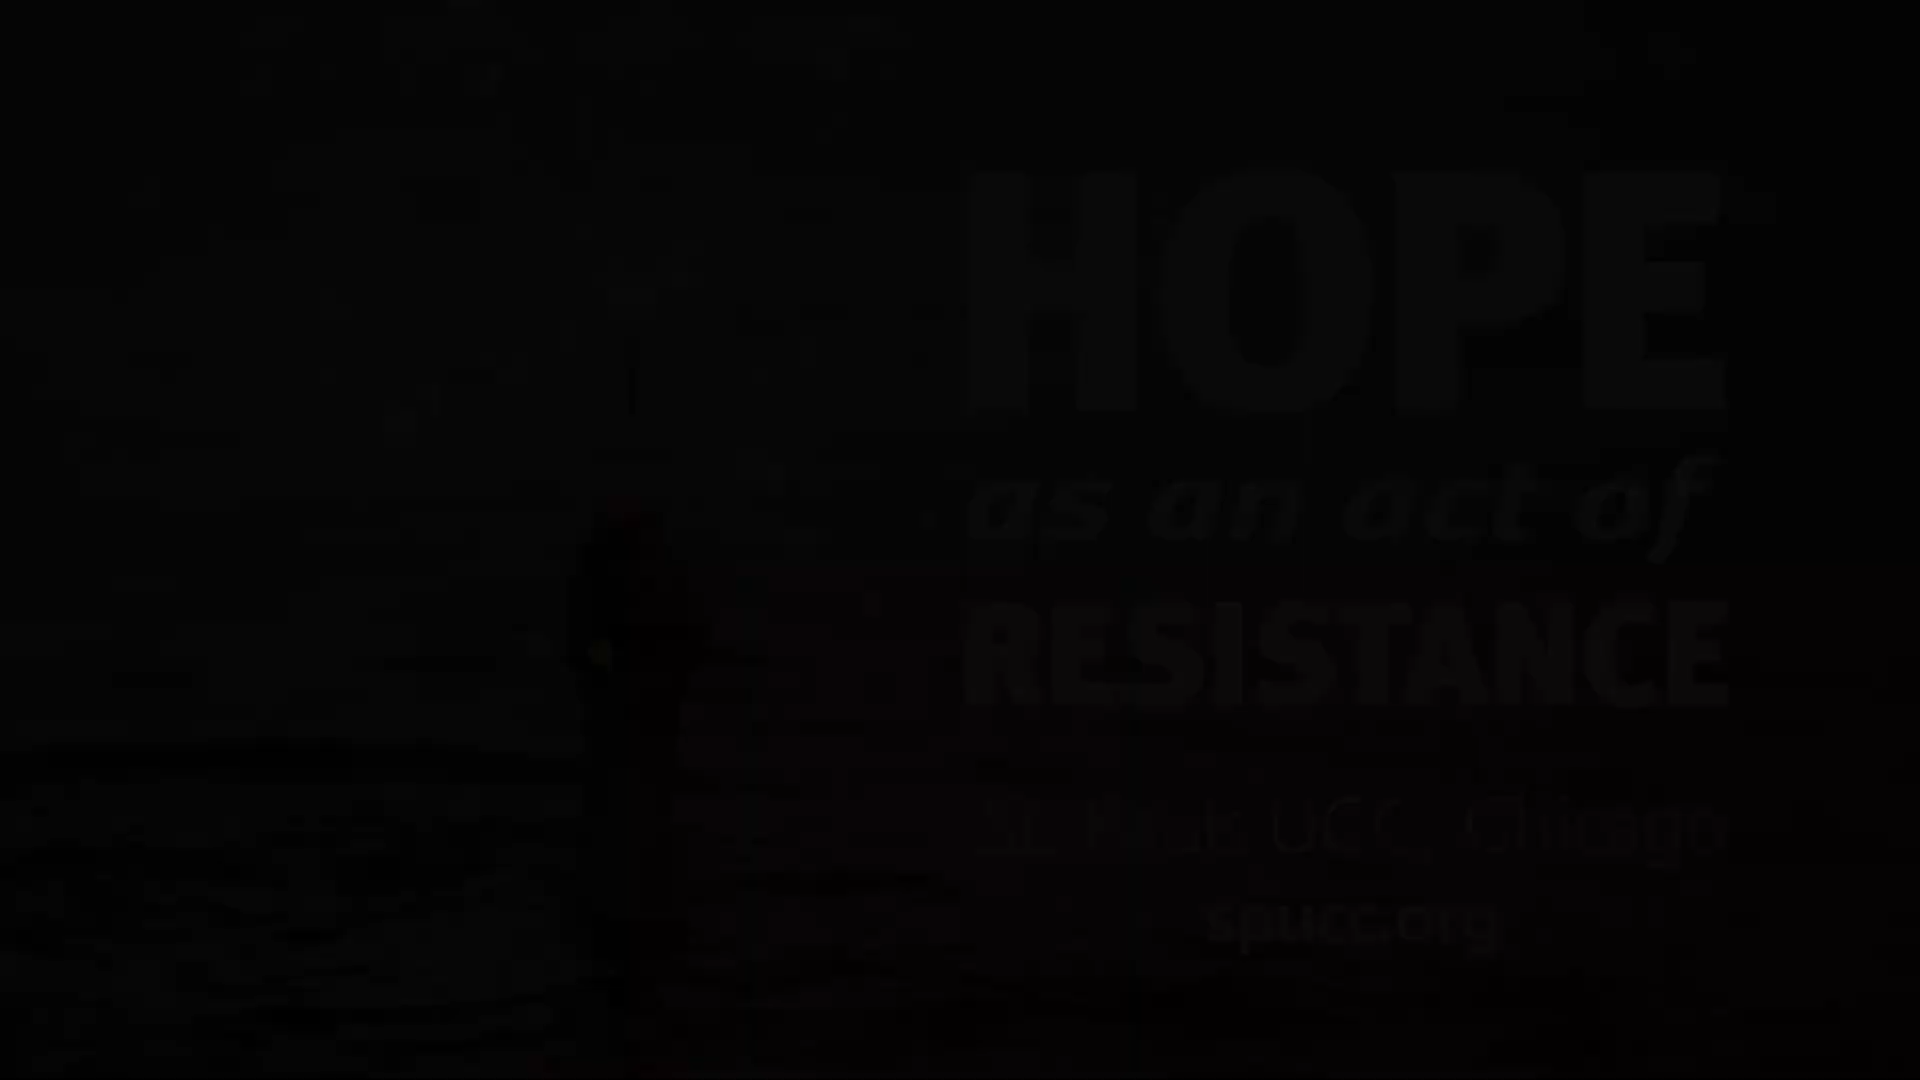 HOPE
as an act of
RESISTANCE
St. Pauls UCC, Chicago
spucc.org